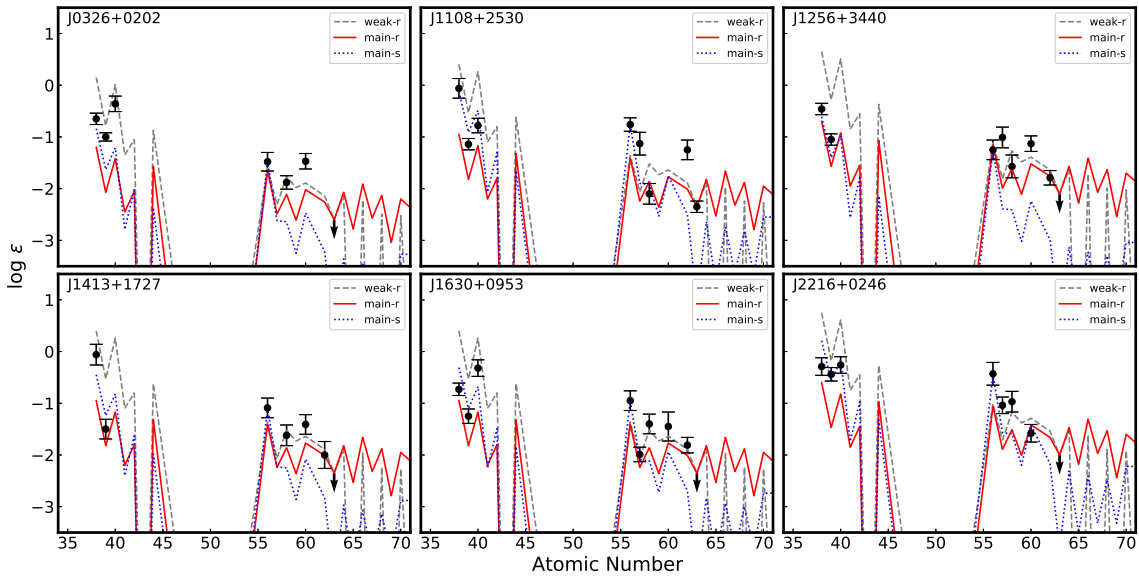 J0326+0202
weak-r
main-r
main-s
J1108+2530
weak-r
main-r
main-s
J1256+3440
weak-r
main-r
main-s
1
0
−1
−2
−3
J1413+1727
weak-r
main-r
main-s
J1630+0953
weak-r
main-r
main-s
J2216+0246
weak-r
main-r
main-s
1
0
−1
−2
−3
log ε
35 40 45 50 55 60 65 70
35 40 45 50 55 60 65 70
35 40 45 50 55 60 65 70
Atomic Number